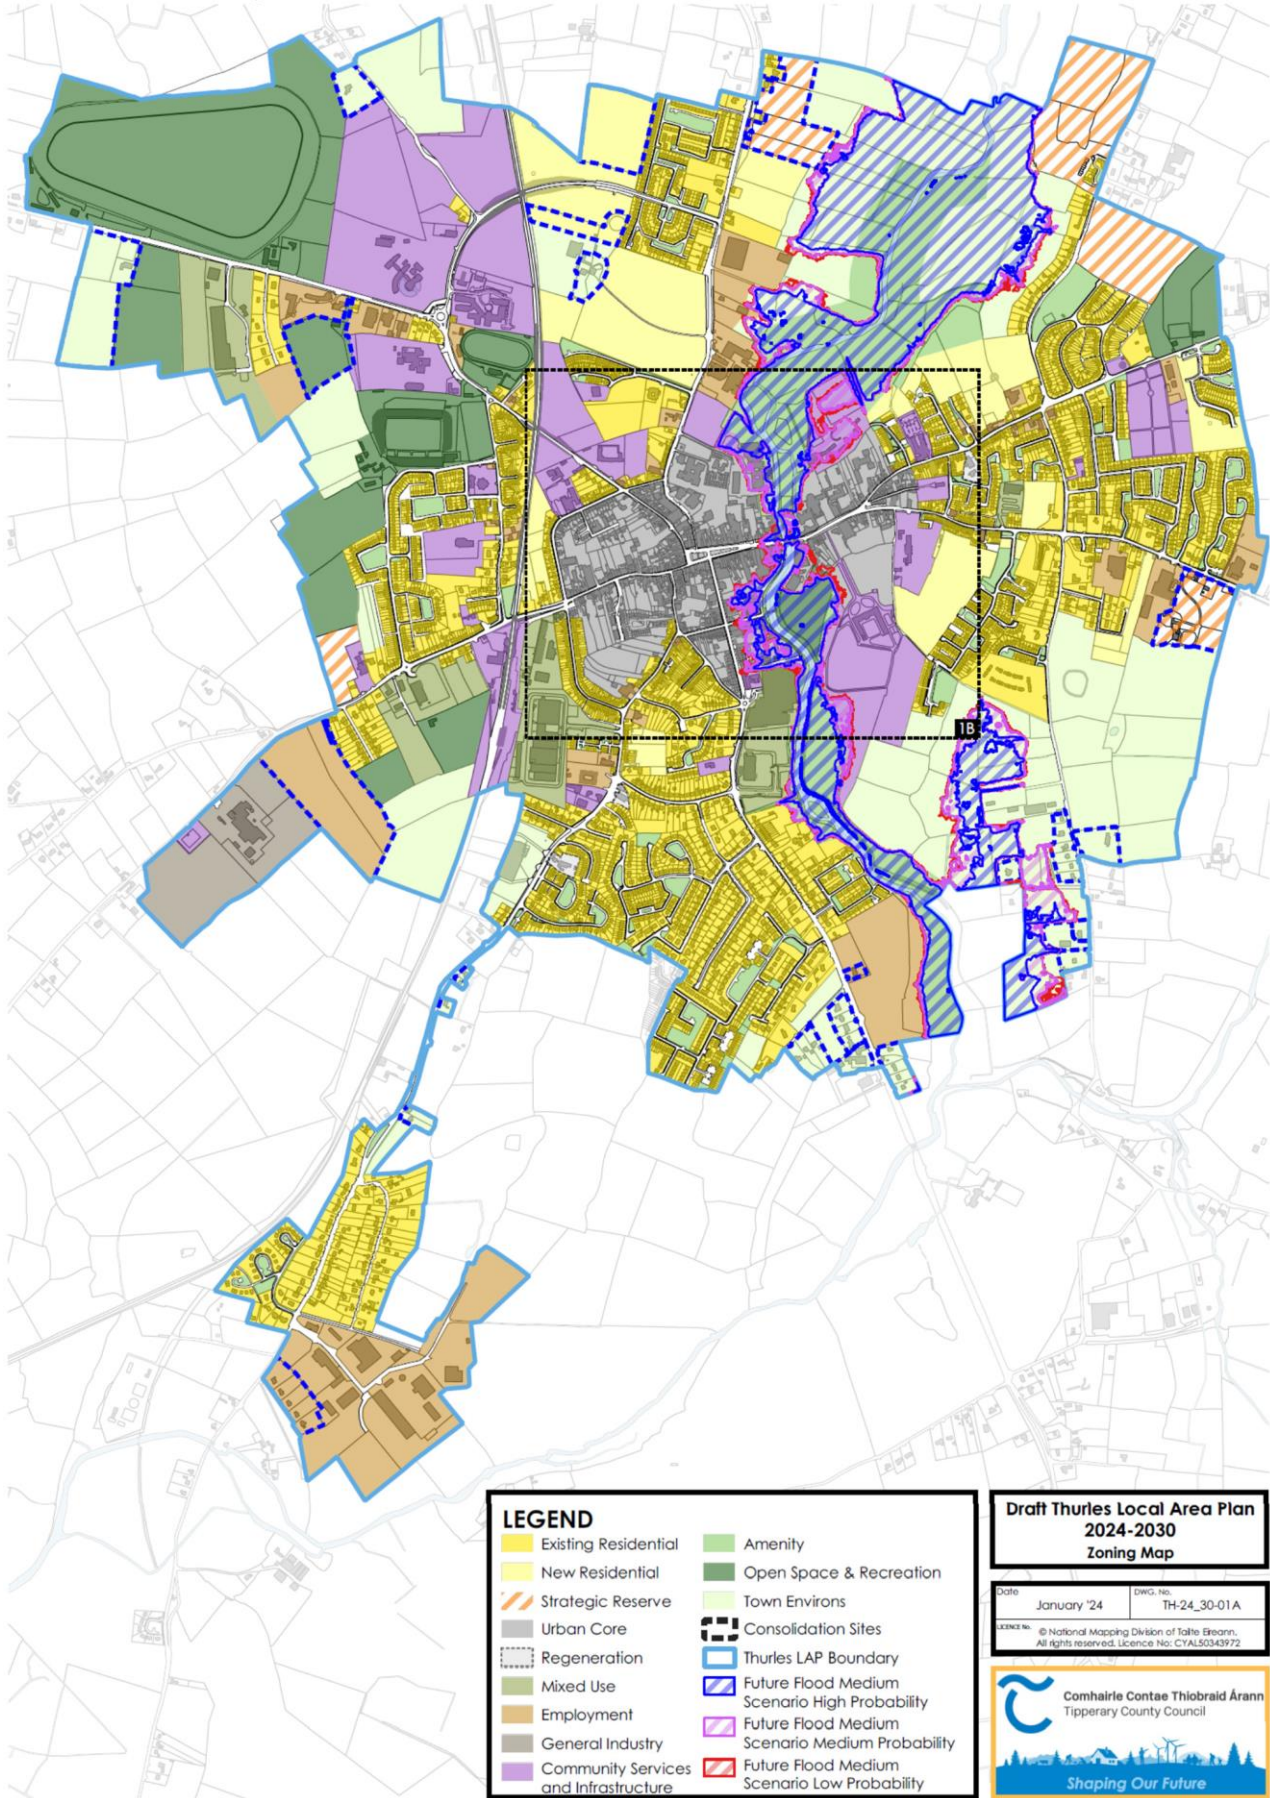 1B
LEGEND
Existing Residential
New Residential
Strategic Reserve
Urban Core
Regeneration
Mixed Use
Employment
General Industry
Community Services
and Infrastructure
Amenity
Open Space & Recreation
Town Environs
Consolidation Sites
Thurles LAP Boundary
Future Flood Medium
Scenario High Probability
Future Flood Medium
Scenario Medium Probability
Future Flood Medium
Scenario Low Probability
Draft Thurles Local Area Plan
2024-2030
Zoning Map
Date
January '24
DWG. No.
TH-24_30-01A
LICENCE No.
© National Mapping Division of Tailte Éireann.
All rights reserved. Licence No: CYAL50343972
Comhairle Contae Thiobraid Árann
Tipperary County Council
Shaping Our Future